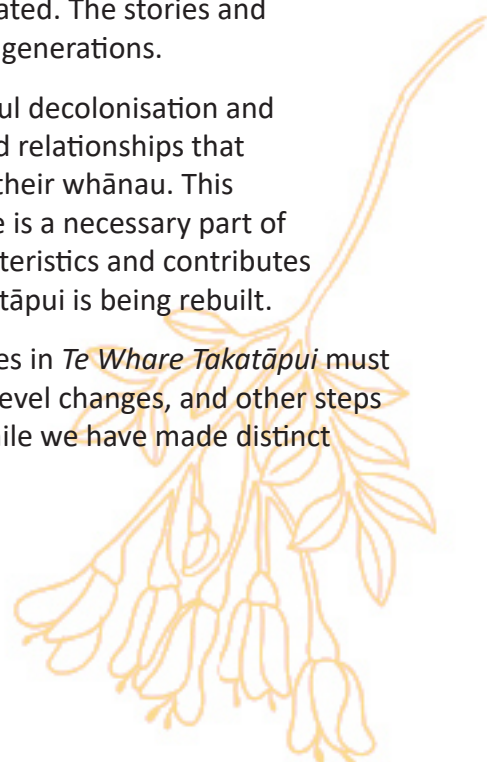 ated. The stories and
generations.
ul decolonisation and
d relationships that
their whānau. This
e is a necessary part of
teristics and contributes
tāpui is being rebuilt.
es in Te Whare Takatāpui must
evel changes, and other steps
ile we have made distinct